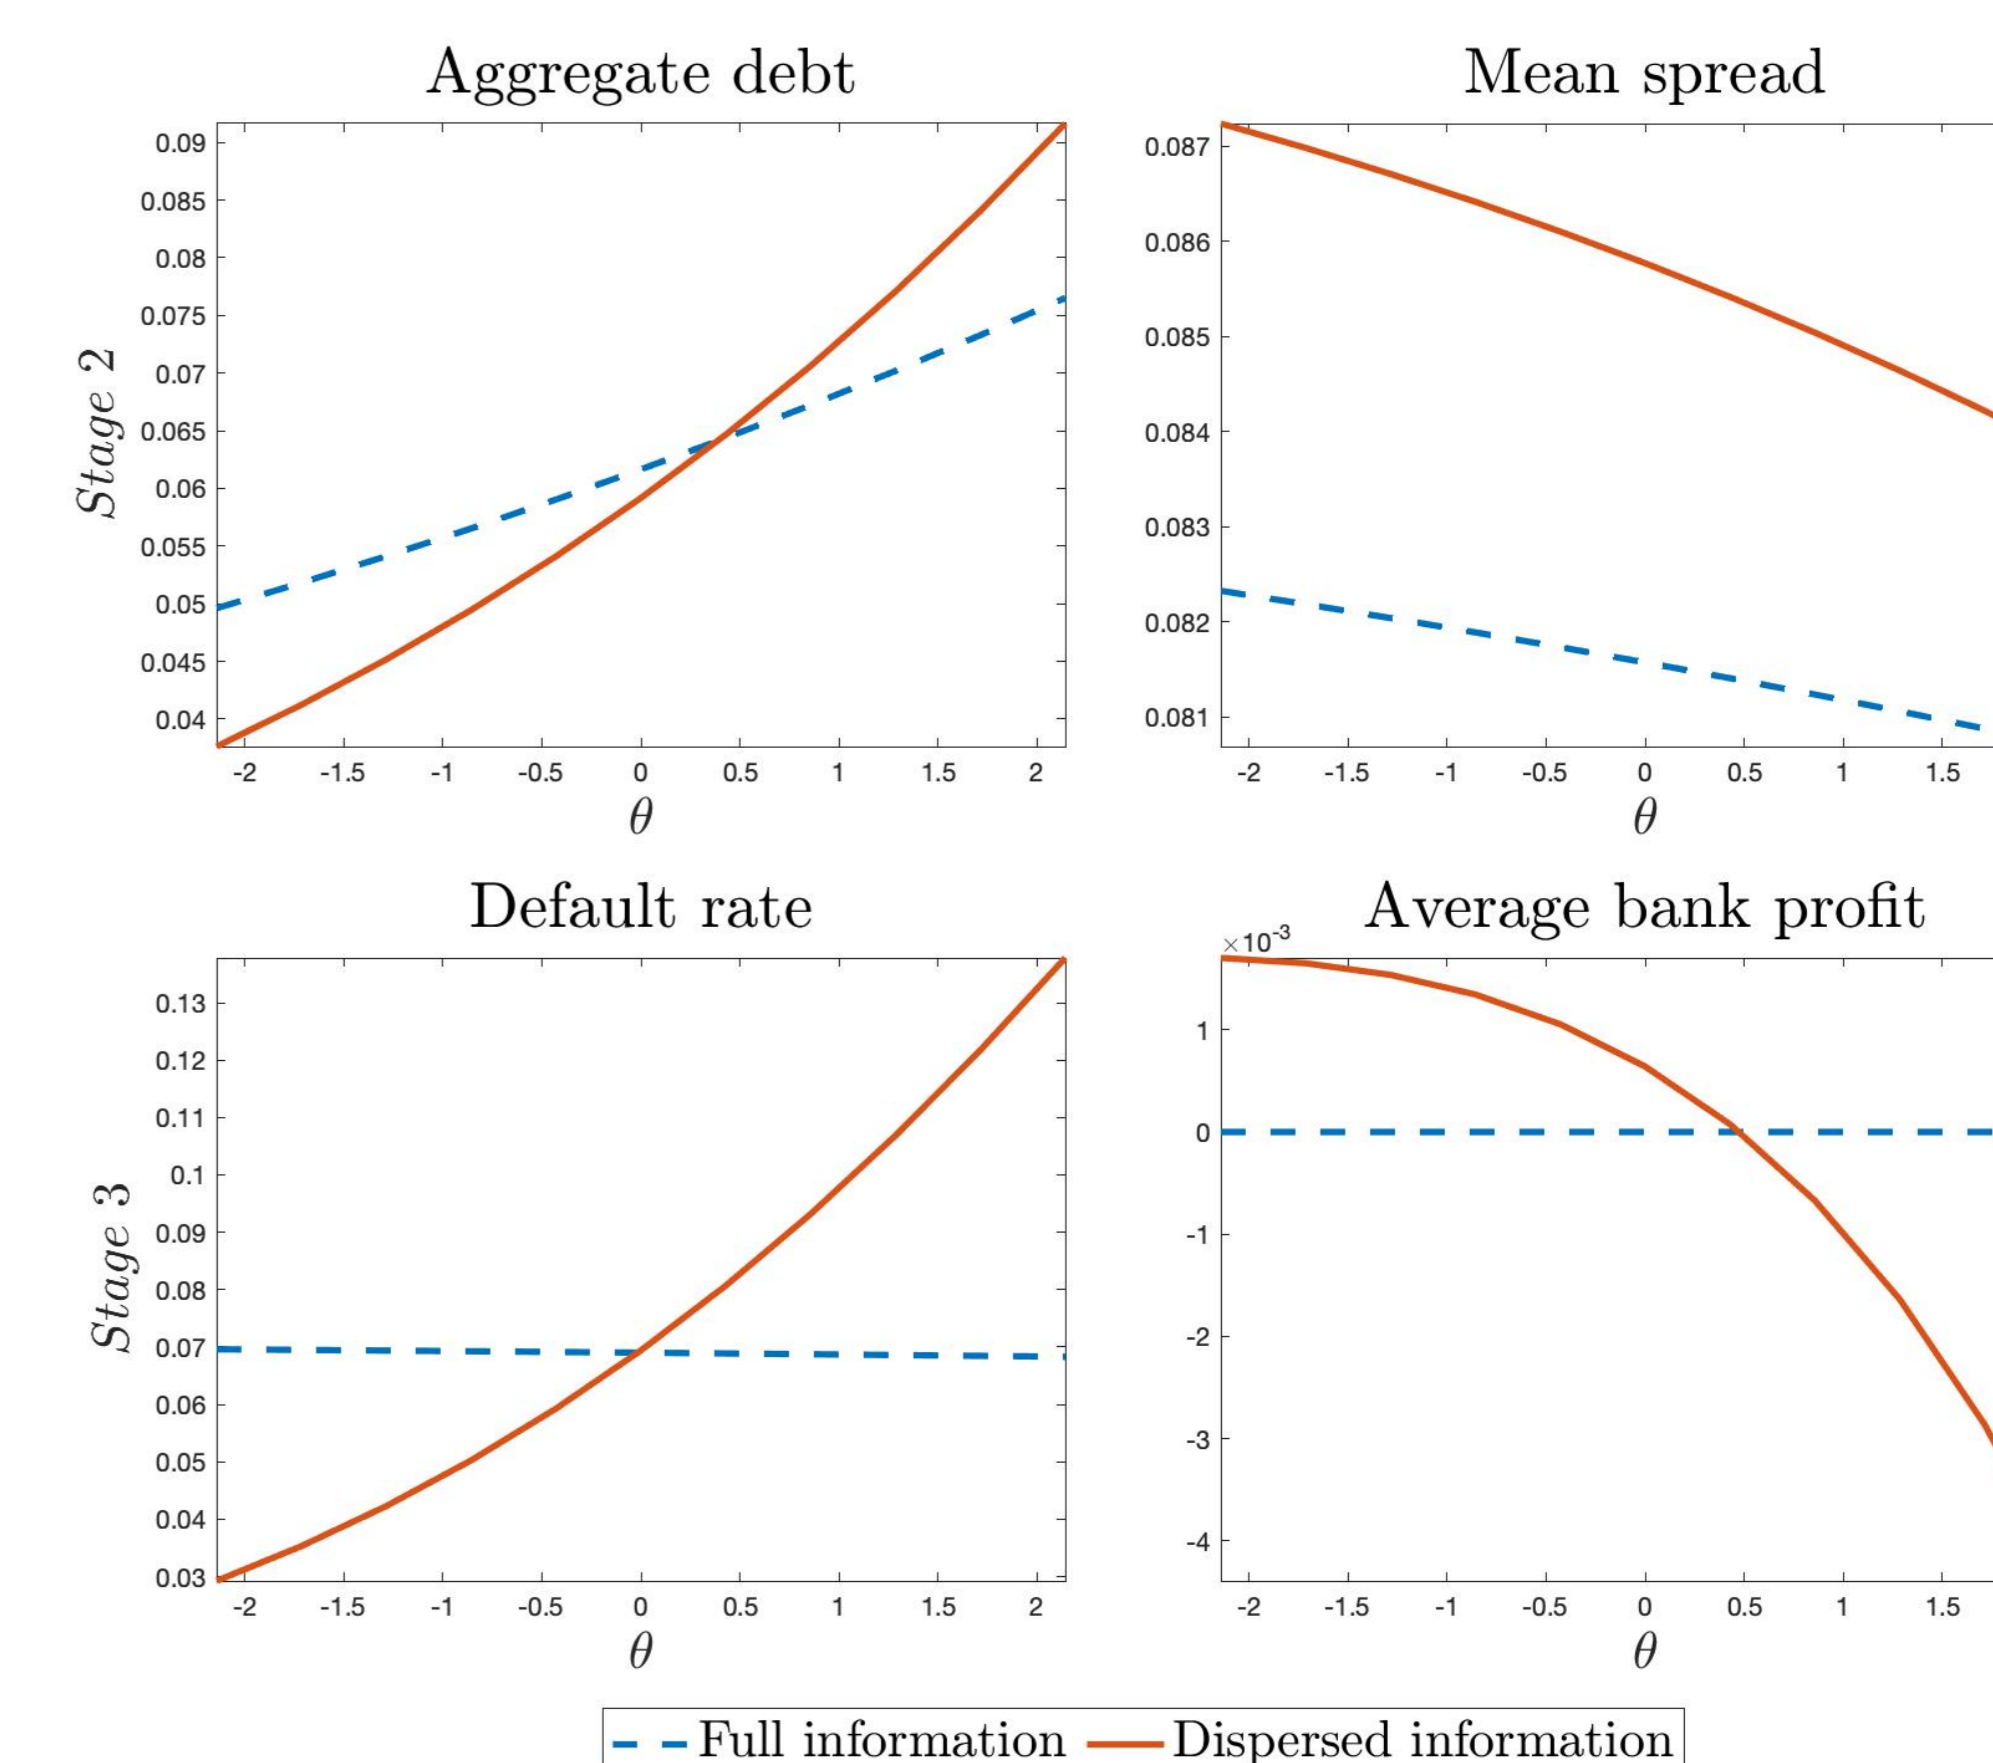 Aggregate debt
Mean spread
Stage 2
0.09
0.085
0.08
0.075
0.07
0.065
0.06
0.055
0.05
0.045
0.04
-2 -1.5 -1 -0.5 0 0.5 1 1.5 2
θ
0.087
0.086
0.085
0.084
0.083
0.082
0.081
-2 -1.5 -1 -0.5 0 0.5 1 1.5
θ
Default rate
Average bank profit
Stage 3
0.13
0.12
0.11
0.1
0.09
0.08
0.07
0.06
0.05
0.04
0.03
-2 -1.5 -1 -0.5 0 0.5 1 1.5 2
θ
×10⁻³
1
0
-1
-2
-3
-4
-2 -1.5 -1 -0.5 0 0.5 1 1.5
θ
Full information Dispersed information